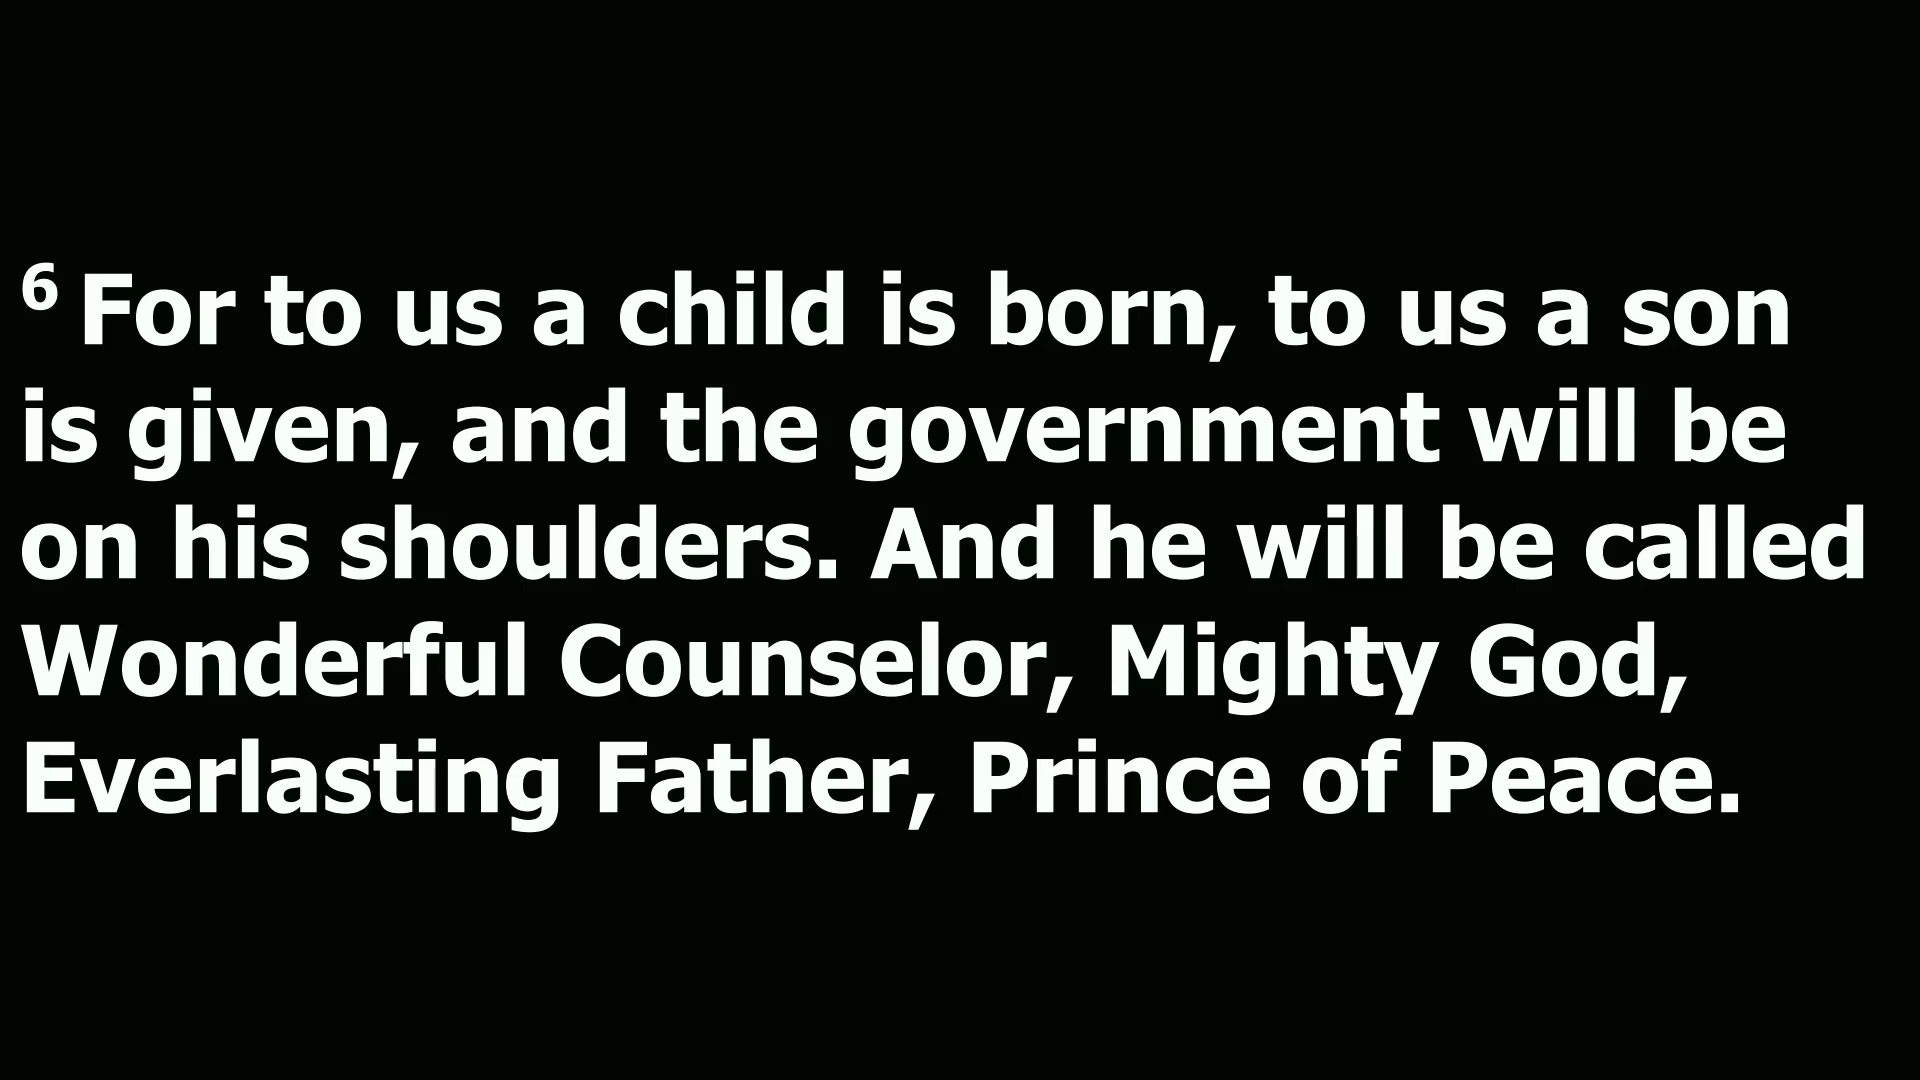 6 For to us a child is born, to us a son
is given, and the government will be
on his shoulders. And he will be called
Wonderful Counselor, Mighty God,
Everlasting Father, Prince of Peace.